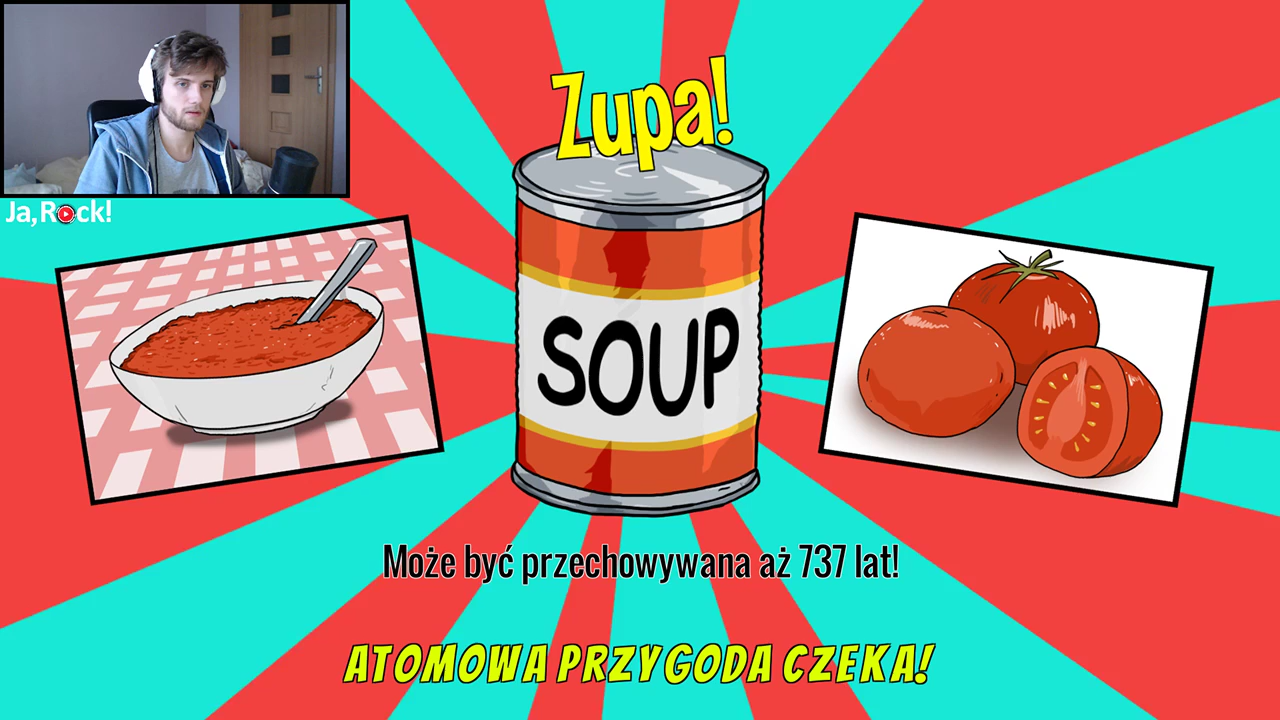 Zupa!
Ja,Rock!
SOUP
Może być przechowywana aż 737 lat!
ATOMOWA PRZYGODA CZEKA!